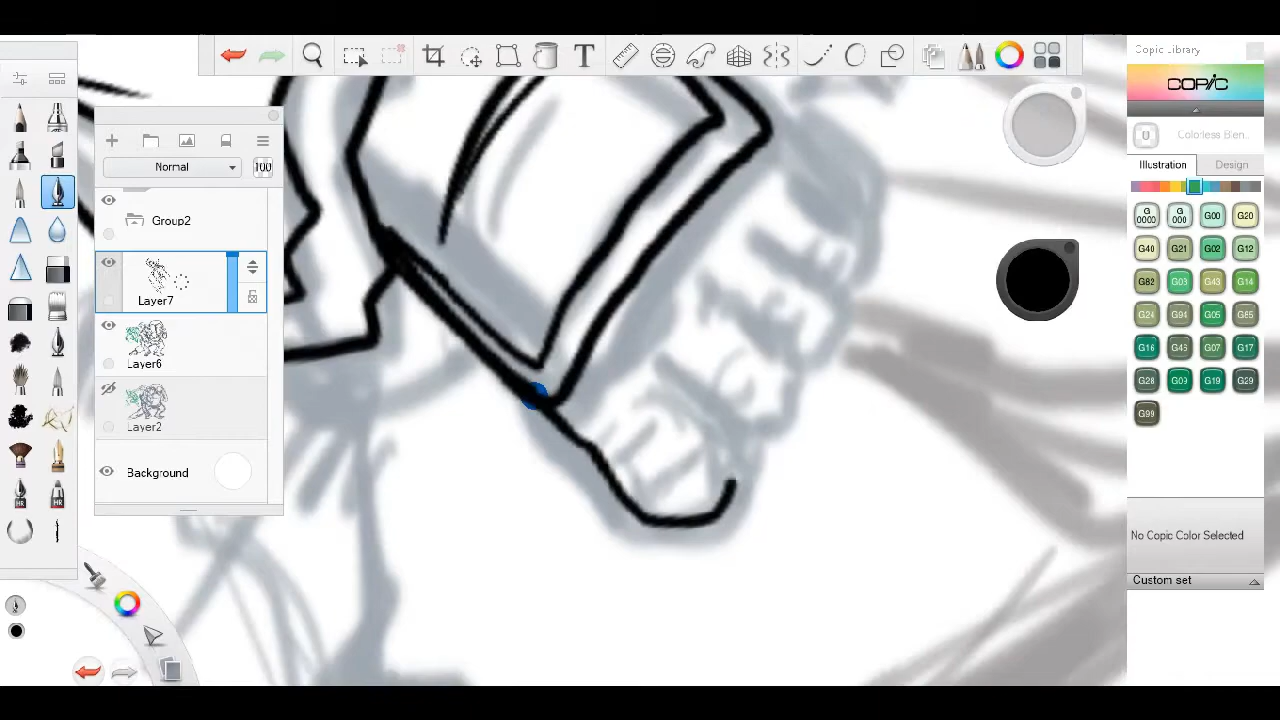 T
Copic Library
COPIC
U Colorless Blen...
Normal
100
Illustration
Design
Group2
Layer7
Layer6
Layer2
Background
G 0000
G 000
G00
G20
G40
G21
G02
G12
G82
G03
G43
G14
G24
G94
G05
G85
G16
G46
G07
G17
G28
G09
G19
G29
G99
HR
HR
No Copic Color Selected
Custom set